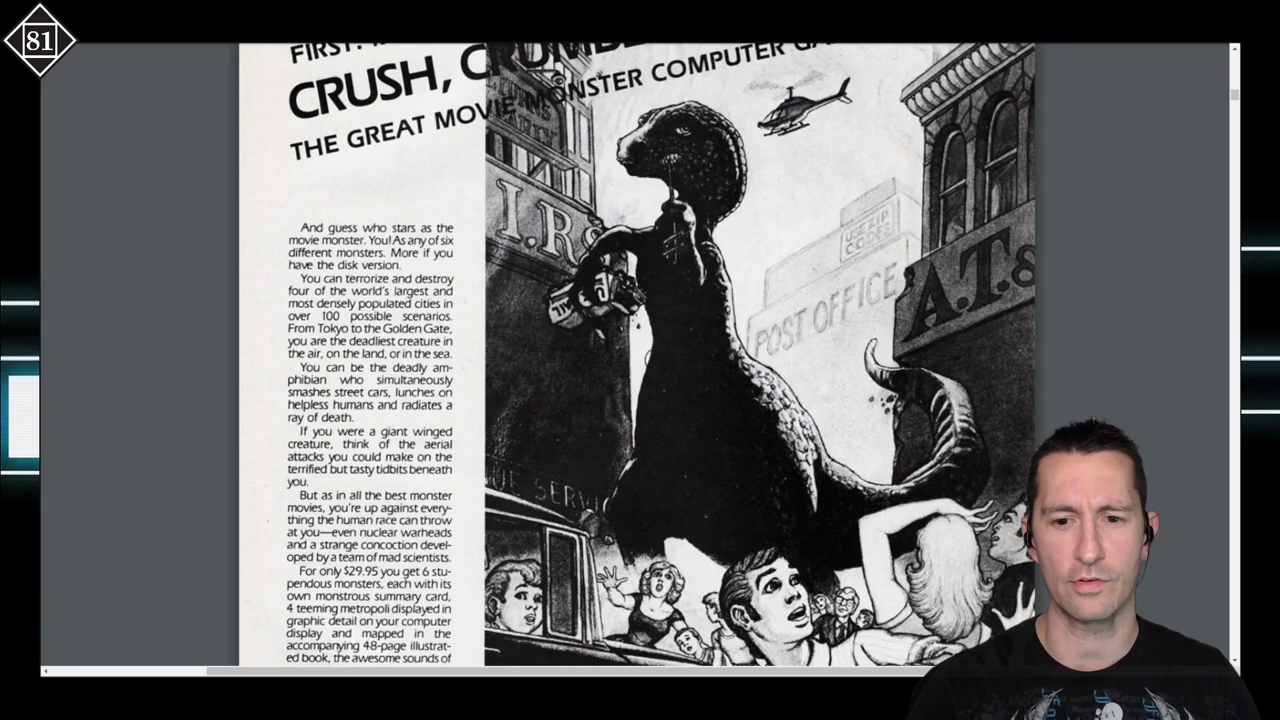 81
FIRST:
CRUSH, CRUMBLE
THE GREAT MOVIE MONSTER COMPUTER GA
And guess who stars as the
movie monster. You! As any of six
different monsters. More if you
have the disk version.
You can terrorize and destroy
four of the world's largest and
most densely populated cities in
over 100 possible scenarios.
From Tokyo to the Golden Gate,
you are the deadliest creature in
the air, on the land, or in the sea.
You can be the deadly am-
phibian who simultaneously
smashes street cars, lunches on
helpless humans and radiates a
ray of death.
If you were a giant winged
creature, think of the aerial
attacks you could make on the
terrified but tasty tidbits beneath
you.
But as in all the best monster
movies, you're up against every-
thing the human race can throw
at you—even nuclear warheads
and a strange concoction devel-
oped by a team of mad scientists.
For only $29.95 you get 6 stu-
pendous monsters, each with its
own monstrous summary card,
4 teeming metropoli displayed in
graphic detail on your computer
display and mapped in the
accompanying 48-page illustrat-
ed book, the awesome sounds of
I.R.S
USE ZIP
CODES
POST OFFICE
A.T.&